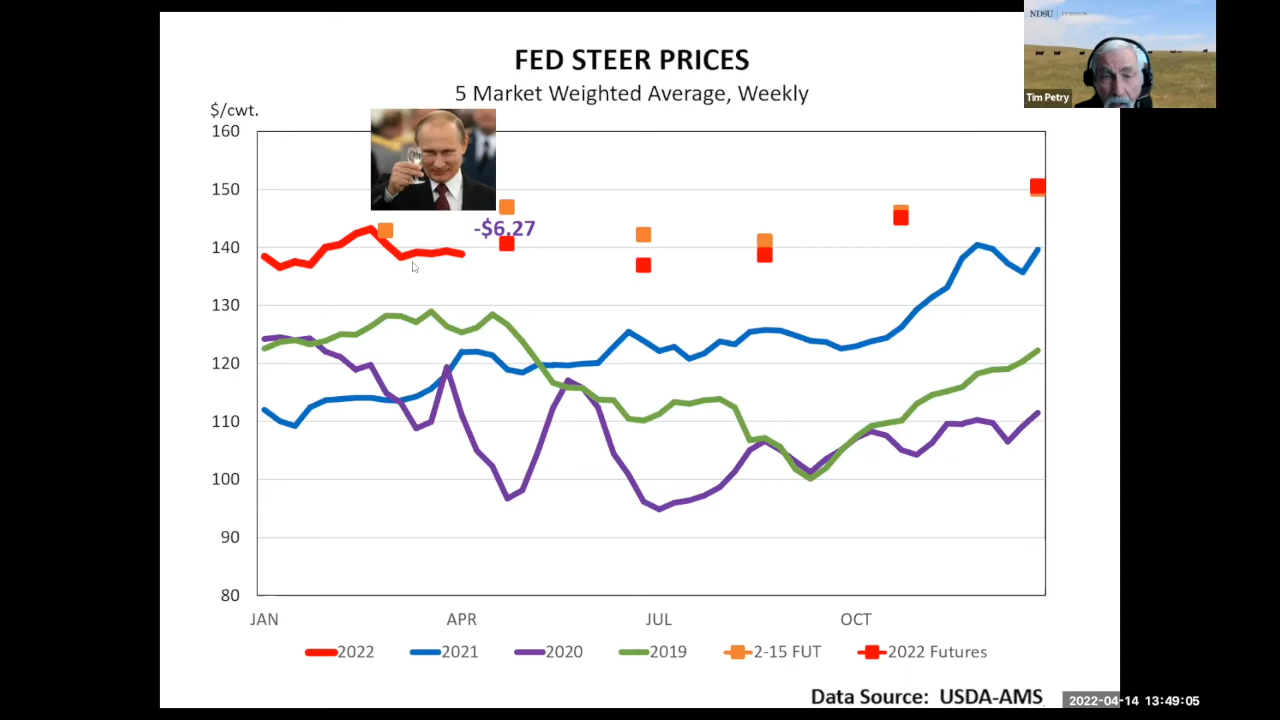 NDSU EXTENSION
Tim Petry
FED STEER PRICES
5 Market Weighted Average, Weekly
$/cwt.
160
150
140
130
120
110
100
90
80
-$6.27
JAN APR JUL OCT
2022 2021 2020 2019 2-15 FUT 2022 Futures
Data Source: USDA-AMS
2022-04-14 13:49:05